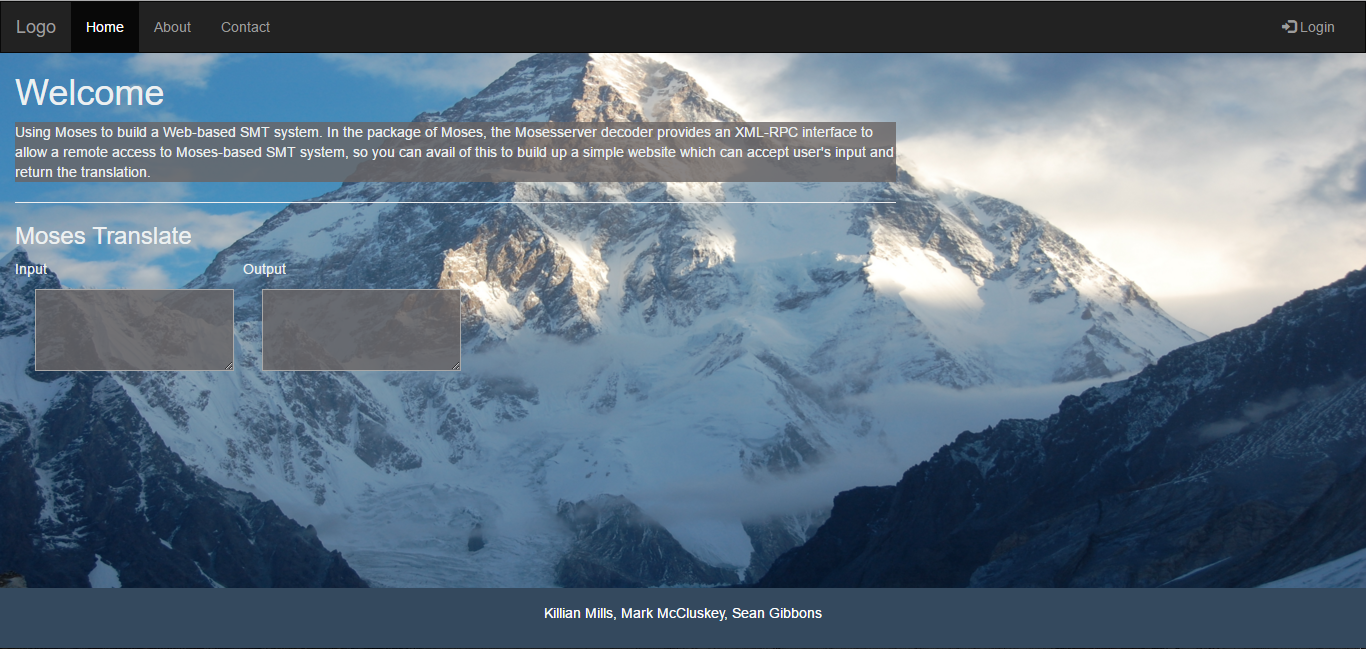 Logo Home About Contact Login
Welcome
Using Moses to build a Web-based SMT system. In the package of Moses, the Mosesserver decoder provides an XML-RPC interface to
allow a remote access to Moses-based SMT system, so you can avail of this to build up a simple website which can accept user's input and
return the translation.
Moses Translate
Input Output
Killian Mills, Mark McCluskey, Sean Gibbons